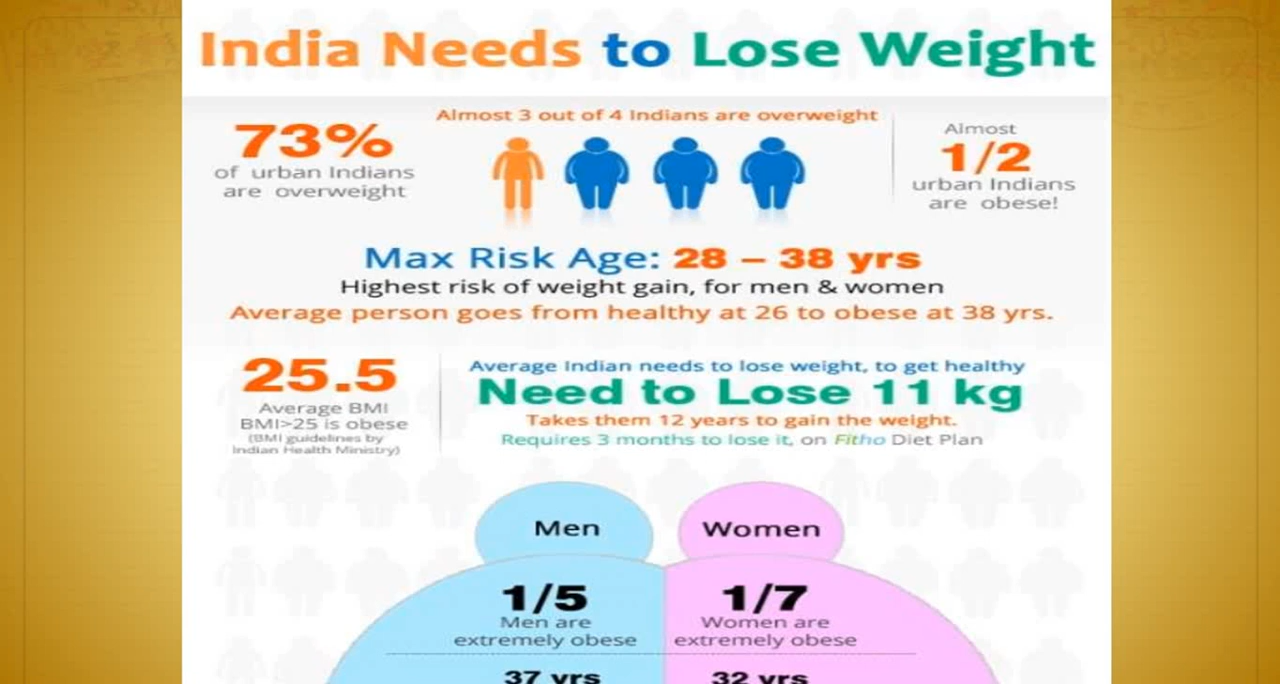 India Needs to Lose Weight
73%
of urban Indians
are overweight
Almost 3 out of 4 Indians are overweight
Almost
1/2
urban Indians
are obese!
Max Risk Age: 28 – 38 yrs
Highest risk of weight gain, for men & women
Average person goes from healthy at 26 to obese at 38 yrs.
25.5
Average BMI
BMI>25 is obese
(BMI guidelines by
Indian Health Ministry)
Average Indian needs to lose weight, to get healthy
Need to Lose 11 kg
Takes them 12 years to gain the weight.
Requires 3 months to lose it, on Fitho Diet Plan
Men
1/5
Men are
extremely obese
37 yrs
Women
1/7
Women are
extremely obese
32 yrs